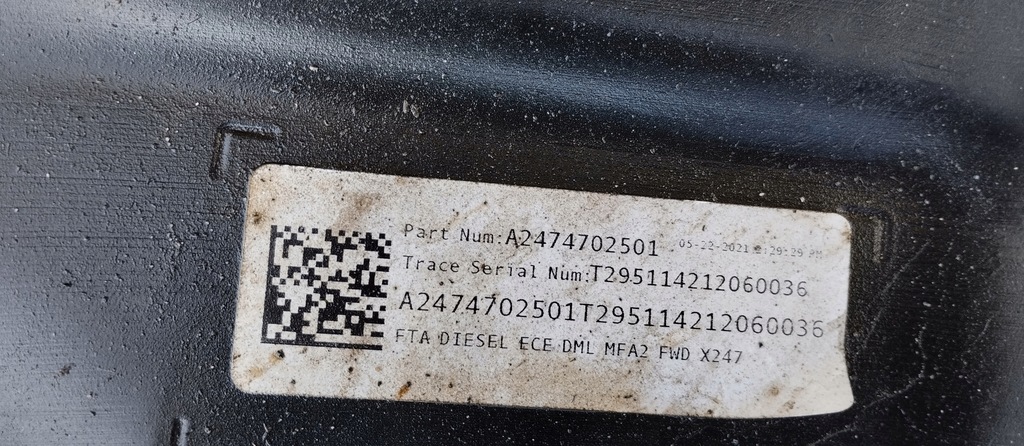 Part Num:A2474702501 05-22-2021
Trace Serial Num:T295114212060036
A2474702501T295114212060036
FTA DIESEL ECE DML MFA2 FWD X247